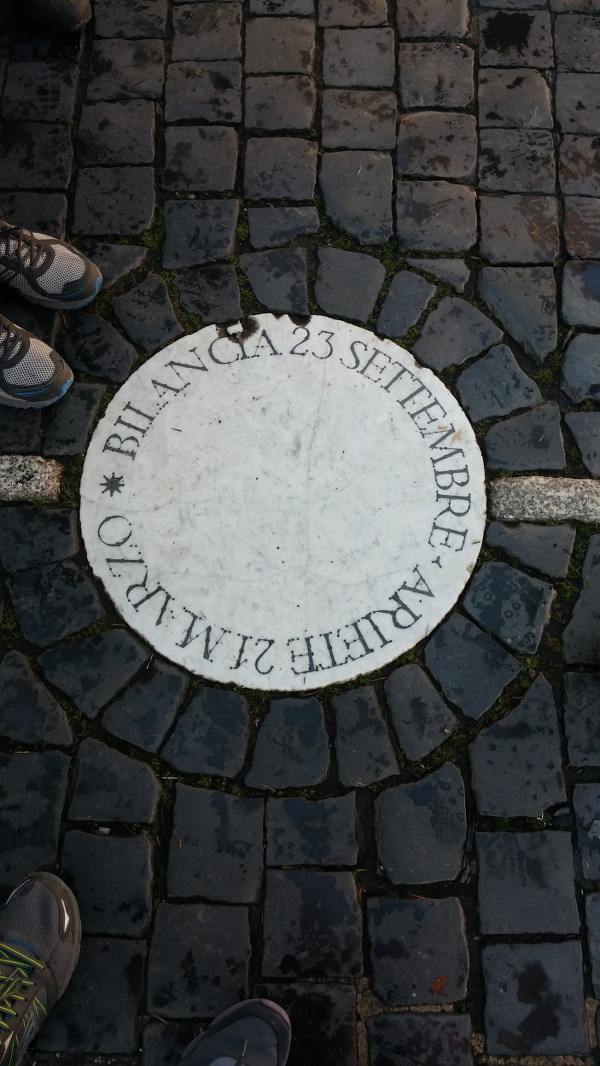 * BILANCIA 23 SETTEMBRE - ARIETE 21 MARZO